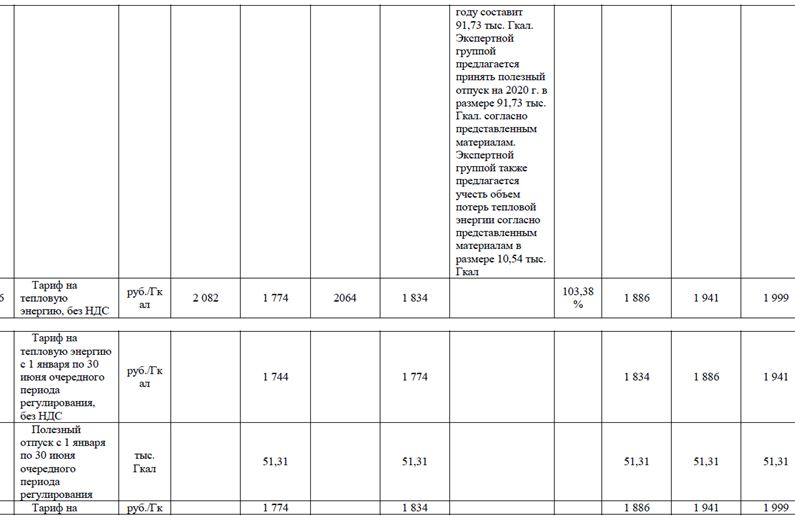 году составит
91,73 тыс. Гкал.
Экспертной
группой
предлагается
принять полезный
отпуск на 2020 г. в
размере 91,73 тыс.
Гкал. согласно
представленным
материалам.
Экспертной
группой также
предлагается
учесть объем
потерь тепловой
энергии согласно
представленным
материалам в
размере 10,54 тыс.
Гкал
6
Тариф на
тепловую
энергию, без НДС
руб./Гк
ал
2 082
1 774
2064
1 834
103,38
%
1 886
1 941
1 999
Тариф на
тепловую энергию
с 1 января по 30
июня очередного
периода
регулирования,
без НДС
руб./Гк
ал
1 744
1 774
1 834
1 886
1 941
Полезный
отпуск с 1 января
по 30 июня
очередного
периода
регулирования
тыс.
Гкал
51,31
51,31
51,31
51,31
51,31
Тариф на
руб./Гк
1 774
1 834
1 886
1 941
1 999